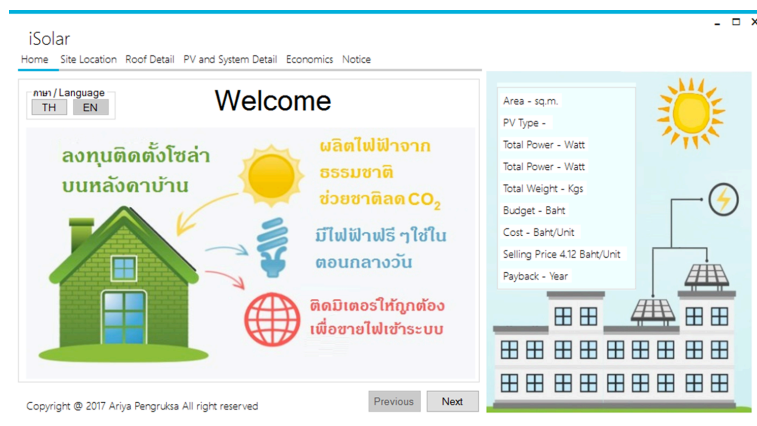 iSolar
Home Site Location Roof Detail PV and System Detail Economics Notice
ภาษา / Language
TH EN
Welcome
ลงทุนติดตั้งโซล่า
บนหลังคาบ้าน
ผลิตไฟฟ้าจาก
ธรรมชาติ
ช่วยชาติลด CO2
มีไฟฟ้าฟรี ๆใช้ใน
ตอนกลางวัน
ติดมิเตอร์ให้ถูกต้อง
เพื่อขายไฟเข้าระบบ
Area - sq.m.
PV Type -
Total Power - Watt
Total Power - Watt
Total Weight - Kgs
Budget - Baht
Cost - Baht/Unit
Selling Price 4.12 Baht/Unit
Payback - Year
Copyright @ 2017 Ariya Pengruksa All right reserved
Previous Next